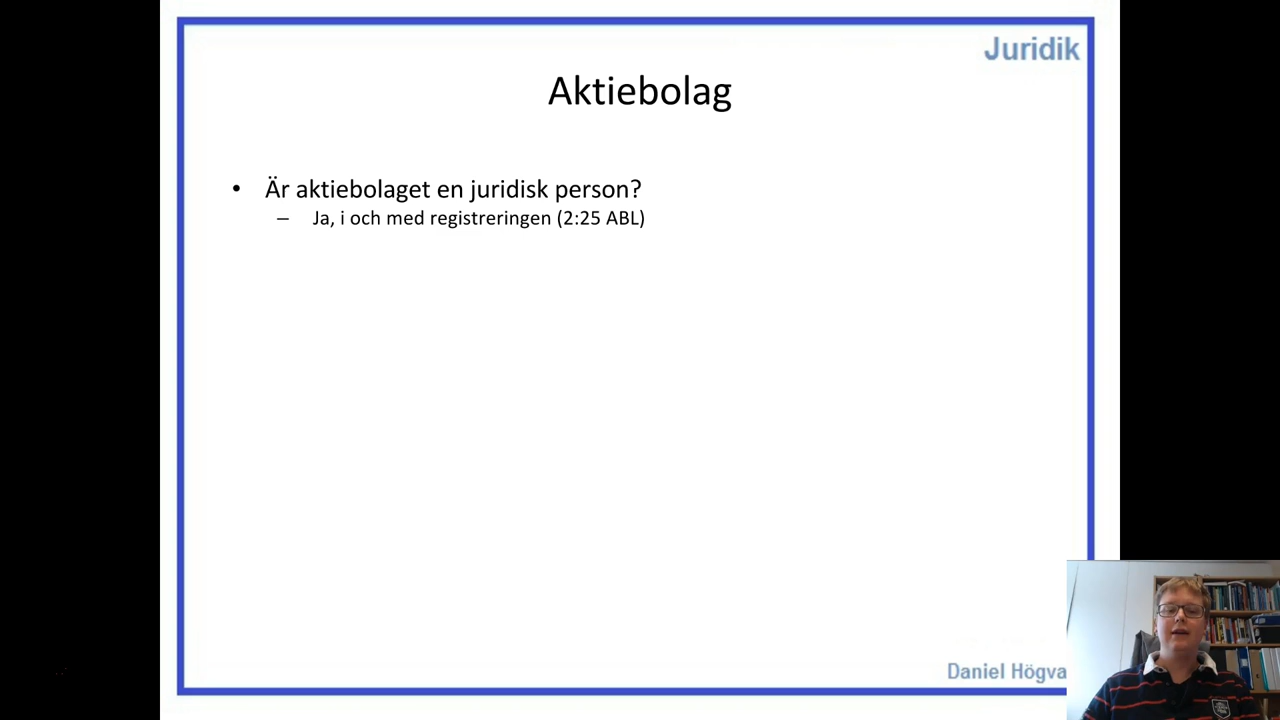 Juridik
Aktiebolag
• Är aktiebolaget en juridisk person?
– Ja, i och med registreringen (2:25 ABL)
Daniel Högva